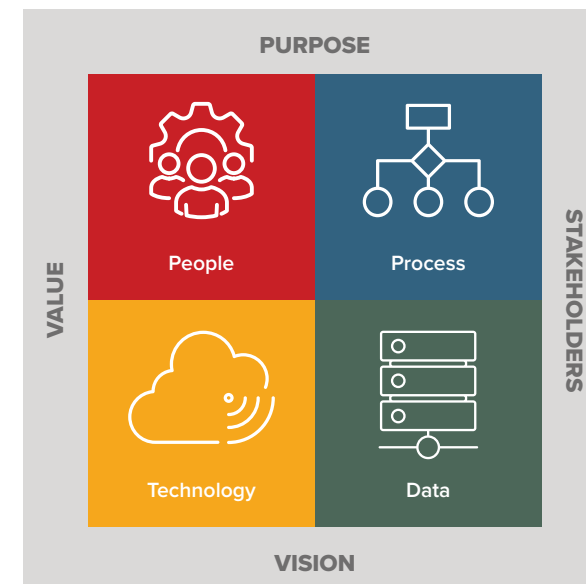 PURPOSE
People
Process
VALUE
STAKEHOLDERS
Technology
Data
VISION